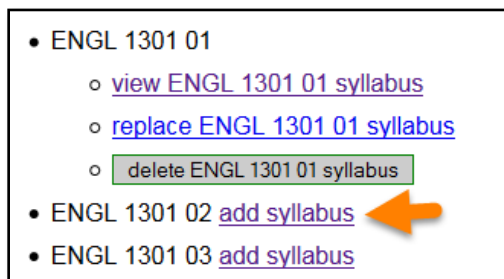 ENGL 1301 01
view ENGL 1301 01 syllabus
replace ENGL 1301 01 syllabus
delete ENGL 1301 01 syllabus
ENGL 1301 02 add syllabus
ENGL 1301 03 add syllabus